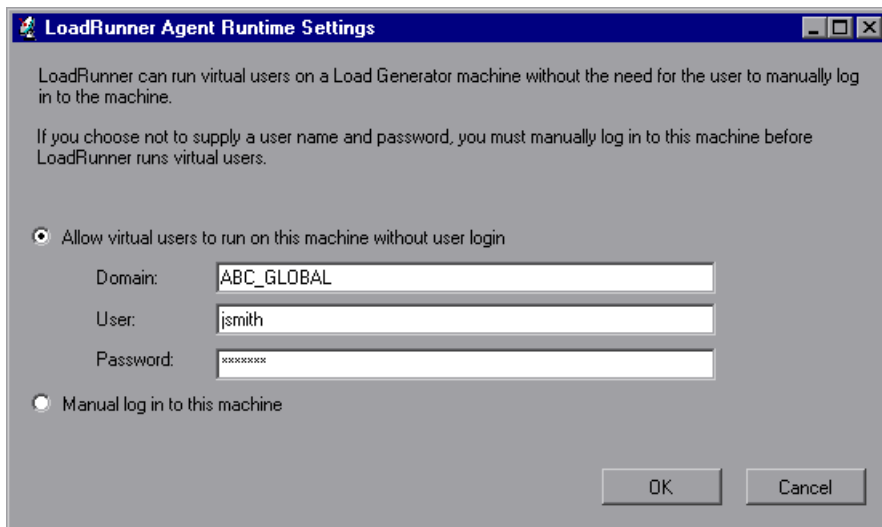 LoadRunner Agent Runtime Settings
LoadRunner can run virtual users on a Load Generator machine without the need for the user to manually log
in to the machine.
If you choose not to supply a user name and password, you must manually log in to this machine before
LoadRunner runs virtual users.
Allow virtual users to run on this machine without user login
Domain: ABC_GLOBAL
User: jsmith
Password: *******
Manual log in to this machine
OK Cancel